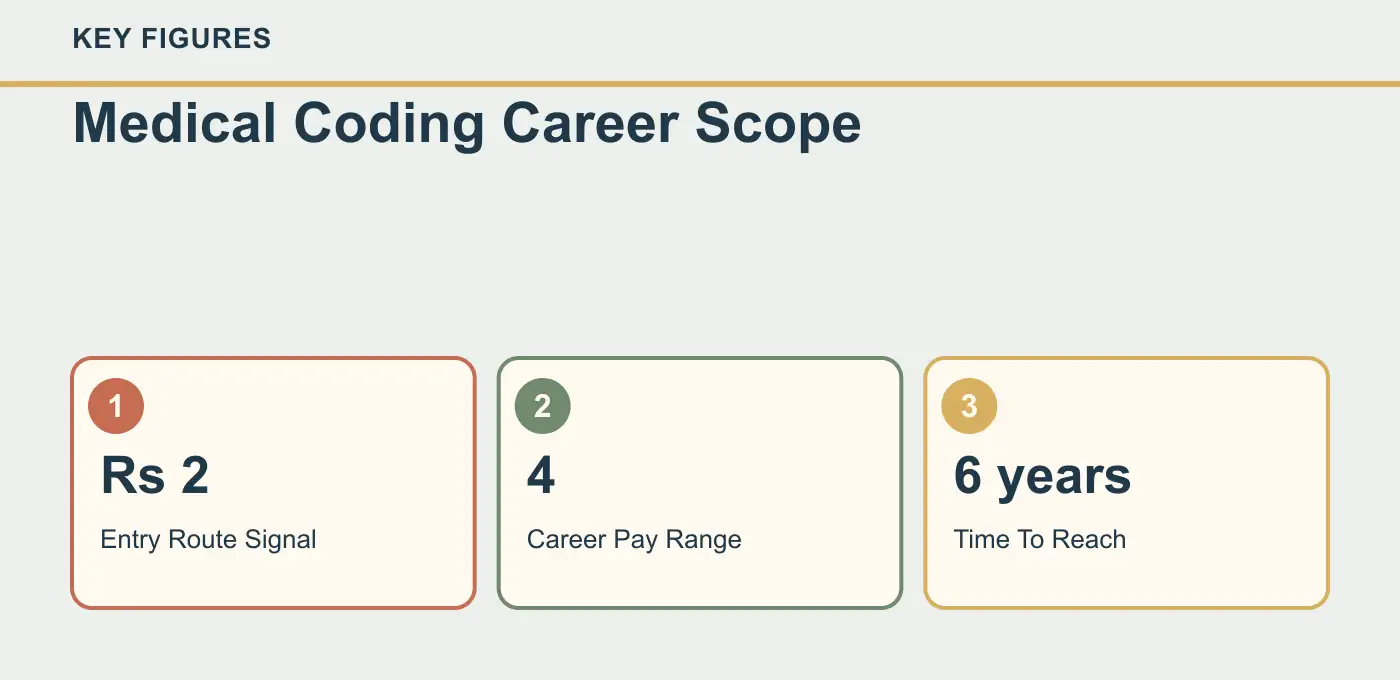 KEY FIGURES
Medical Coding Career Scope
1
Rs 2
Entry Route Signal
2
4
Career Pay Range
3
6 years
Time To Reach